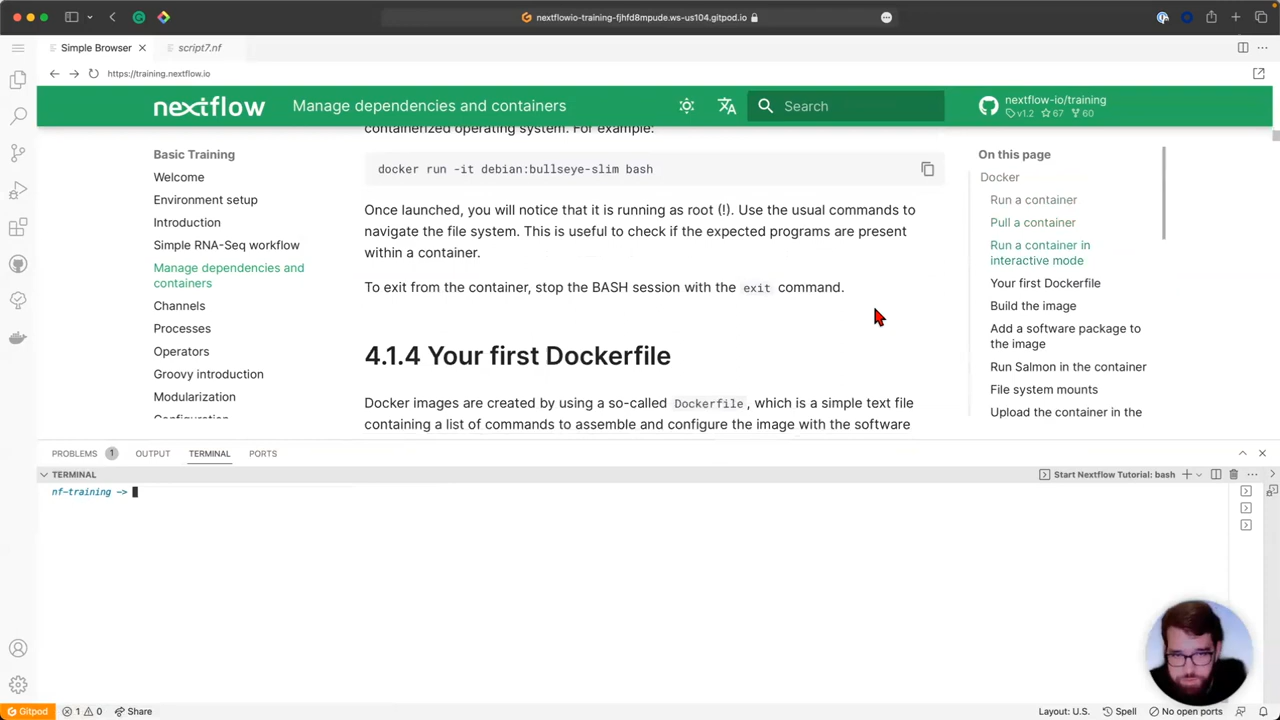 nextflowio-training-fjhfd8mpude.ws-us104.gitpod.io
Simple Browser
script7.nf
https://training.nextflow.io
nextflow
Manage dependencies and containers
Search
nextflow-io/training
v1.2 67 60
containerized operating system. For example:
docker run -it debian:bullseye-slim bash
Once launched, you will notice that it is running as root (!). Use the usual commands to
navigate the file system. This is useful to check if the expected programs are present
within a container.
To exit from the container, stop the BASH session with the exit command.
4.1.4 Your first Dockerfile
Docker images are created by using a so-called Dockerfile, which is a simple text file
containing a list of commands to assemble and configure the image with the software
Basic Training
Welcome
Environment setup
Introduction
Simple RNA-Seq workflow
Manage dependencies and
containers
Channels
Processes
Operators
Groovy introduction
Modularization
Configuration
On this page
Docker
Run a container
Pull a container
Run a container in
interactive mode
Your first Dockerfile
Build the image
Add a software package to
the image
Run Salmon in the container
File system mounts
Upload the container in the
PROBLEMS 1 OUTPUT TERMINAL PORTS
TERMINAL
Start Nextflow Tutorial: bash
nf-training ->
Gitpod
1 0
Share
Layout: U.S.
Spell
No open ports